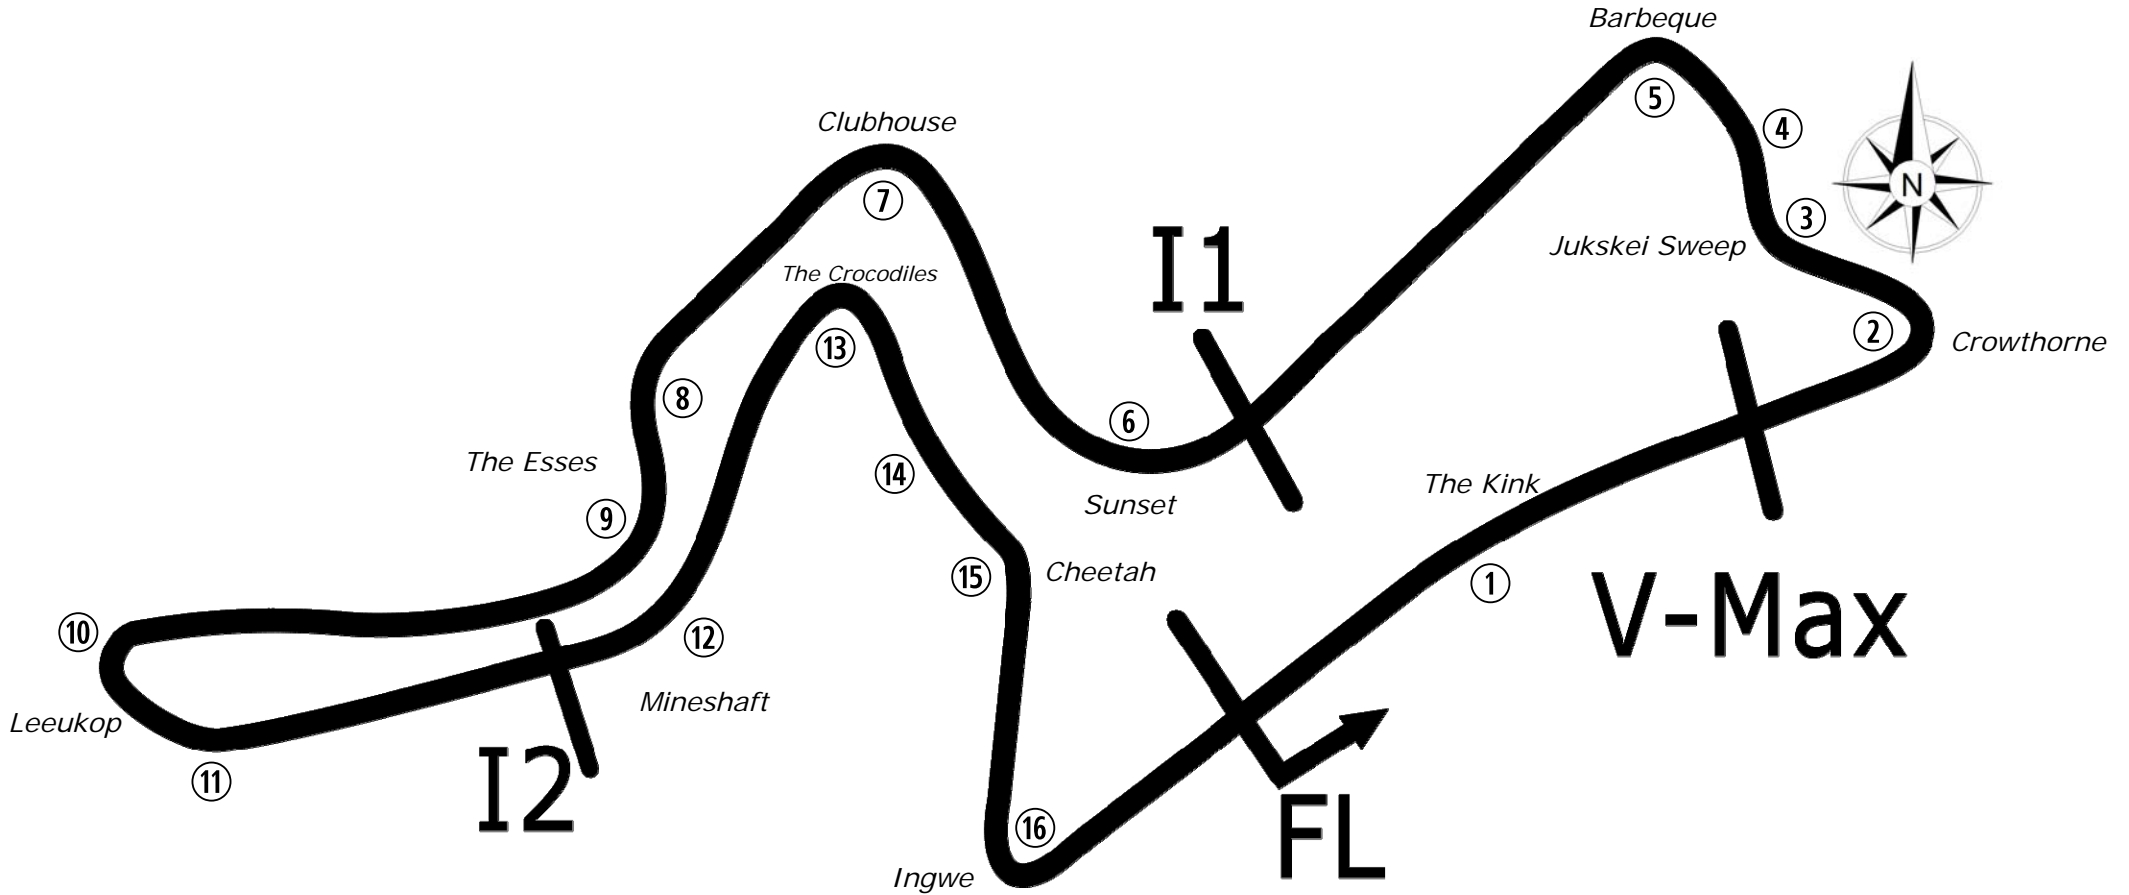 Barbeque
5
4
N
Clubhouse
7
3
I1
Jukskei Sweep
The Crocodiles
2
Crowthorne
13
8
6
The Esses
14
The Kink
Sunset
9
15
Cheetah
1
V-Max
10
12
Mineshaft
Leeukop
11
I2
16
FL
Ingwe